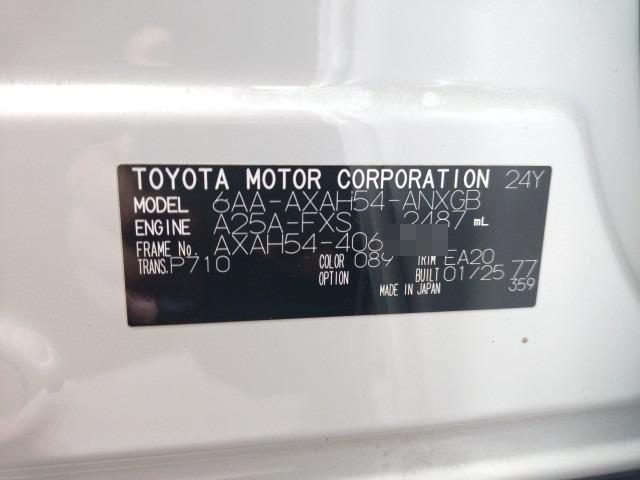 TOYOTA MOTOR CORPORATION 24Y
MODEL 6AA-AXAH54-ANXGB
ENGINE A25A-FXS 2487 mL
FRAME No. AXAH54-406
TRANS. P710 COLOR 089 TRIM EA20
OPTION BUILT 01/25 77
MADE IN JAPAN 359